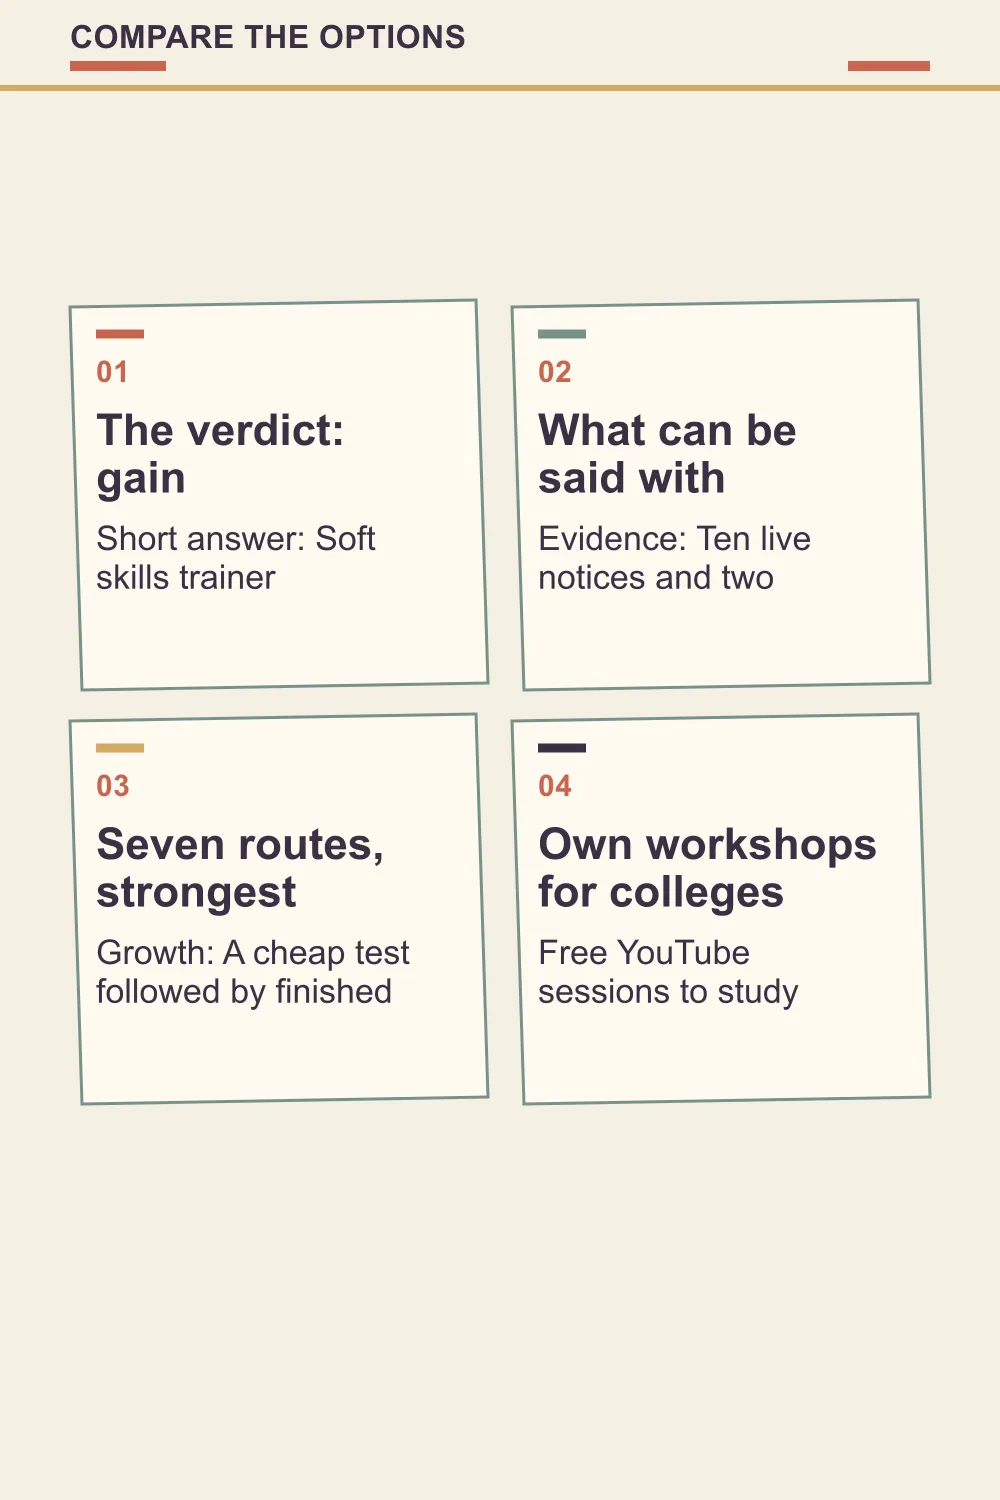 COMPARE THE OPTIONS
01
The verdict:
gain
Short answer: Soft
skills trainer
02
What can be
said with
Evidence: Ten live
notices and two
03
Seven routes,
strongest
Growth: A cheap test
followed by finished
04
Own workshops
for colleges
Free YouTube
sessions to study